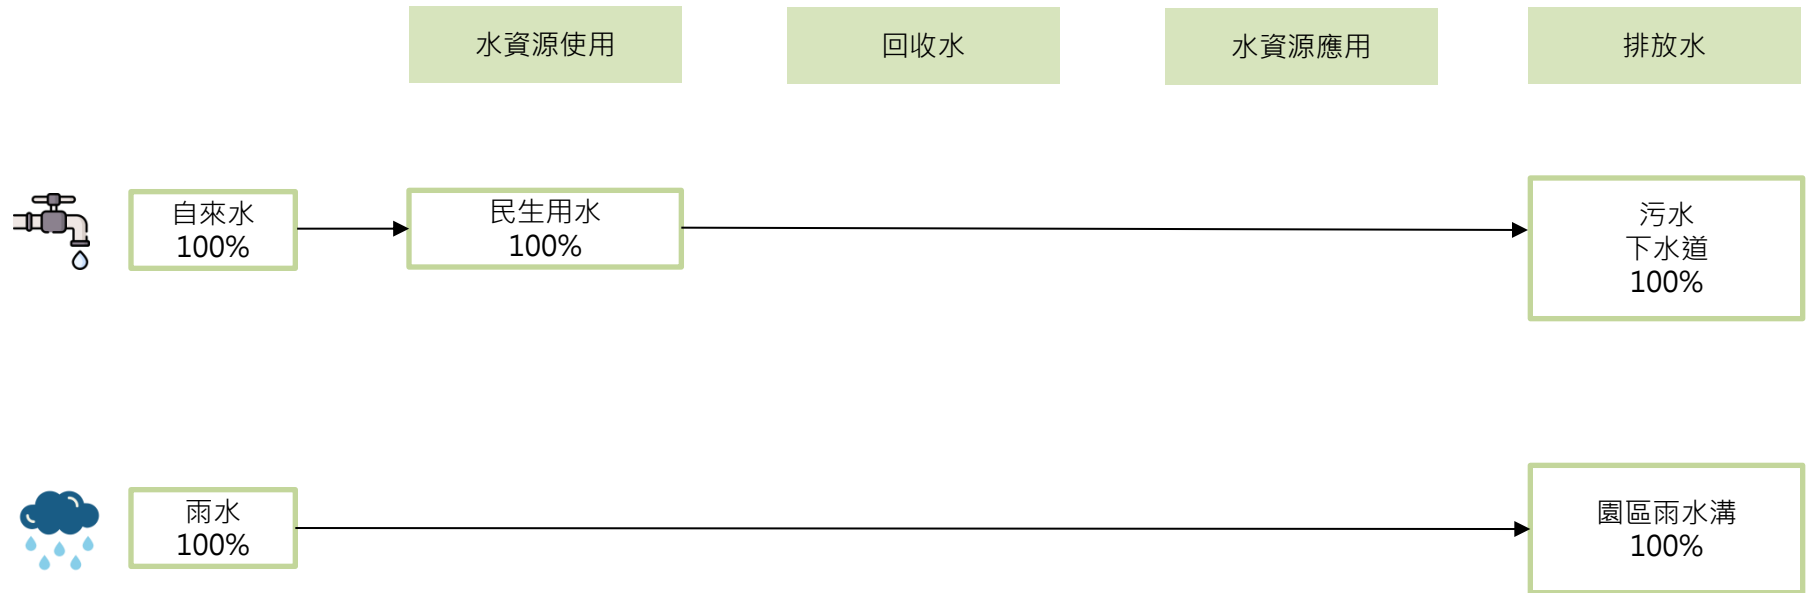 水資源使用
回收水
水資源應用
排放水
自來水
100%
民生用水
100%
污水
下水道
100%
雨水
100%
園區雨水溝
100%